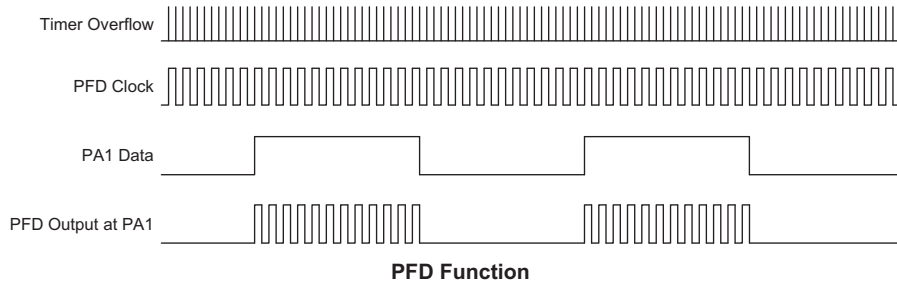 Timer Overflow
PFD Clock
PA1 Data
PFD Output at PA1
PFD Function